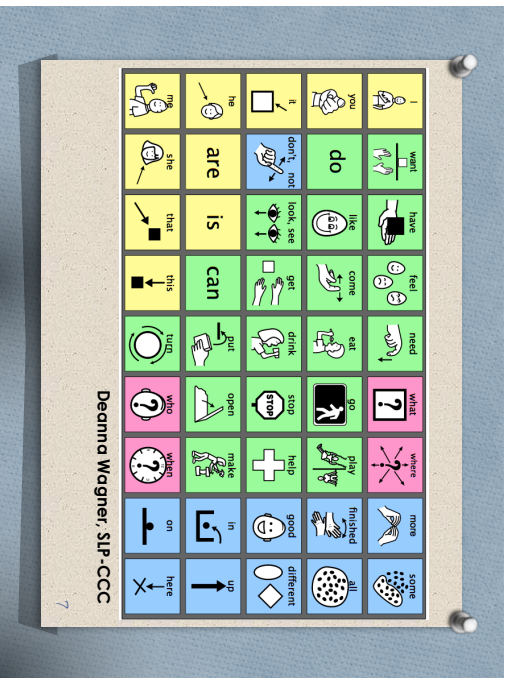 I want have feel need what where more some
you do like come eat go play finished all
it don't, not look, see get drink stop STOP help good different
he are is can put open make in up
me she that this turn who when on here
Deanna Wagner, SLP-CCC
7